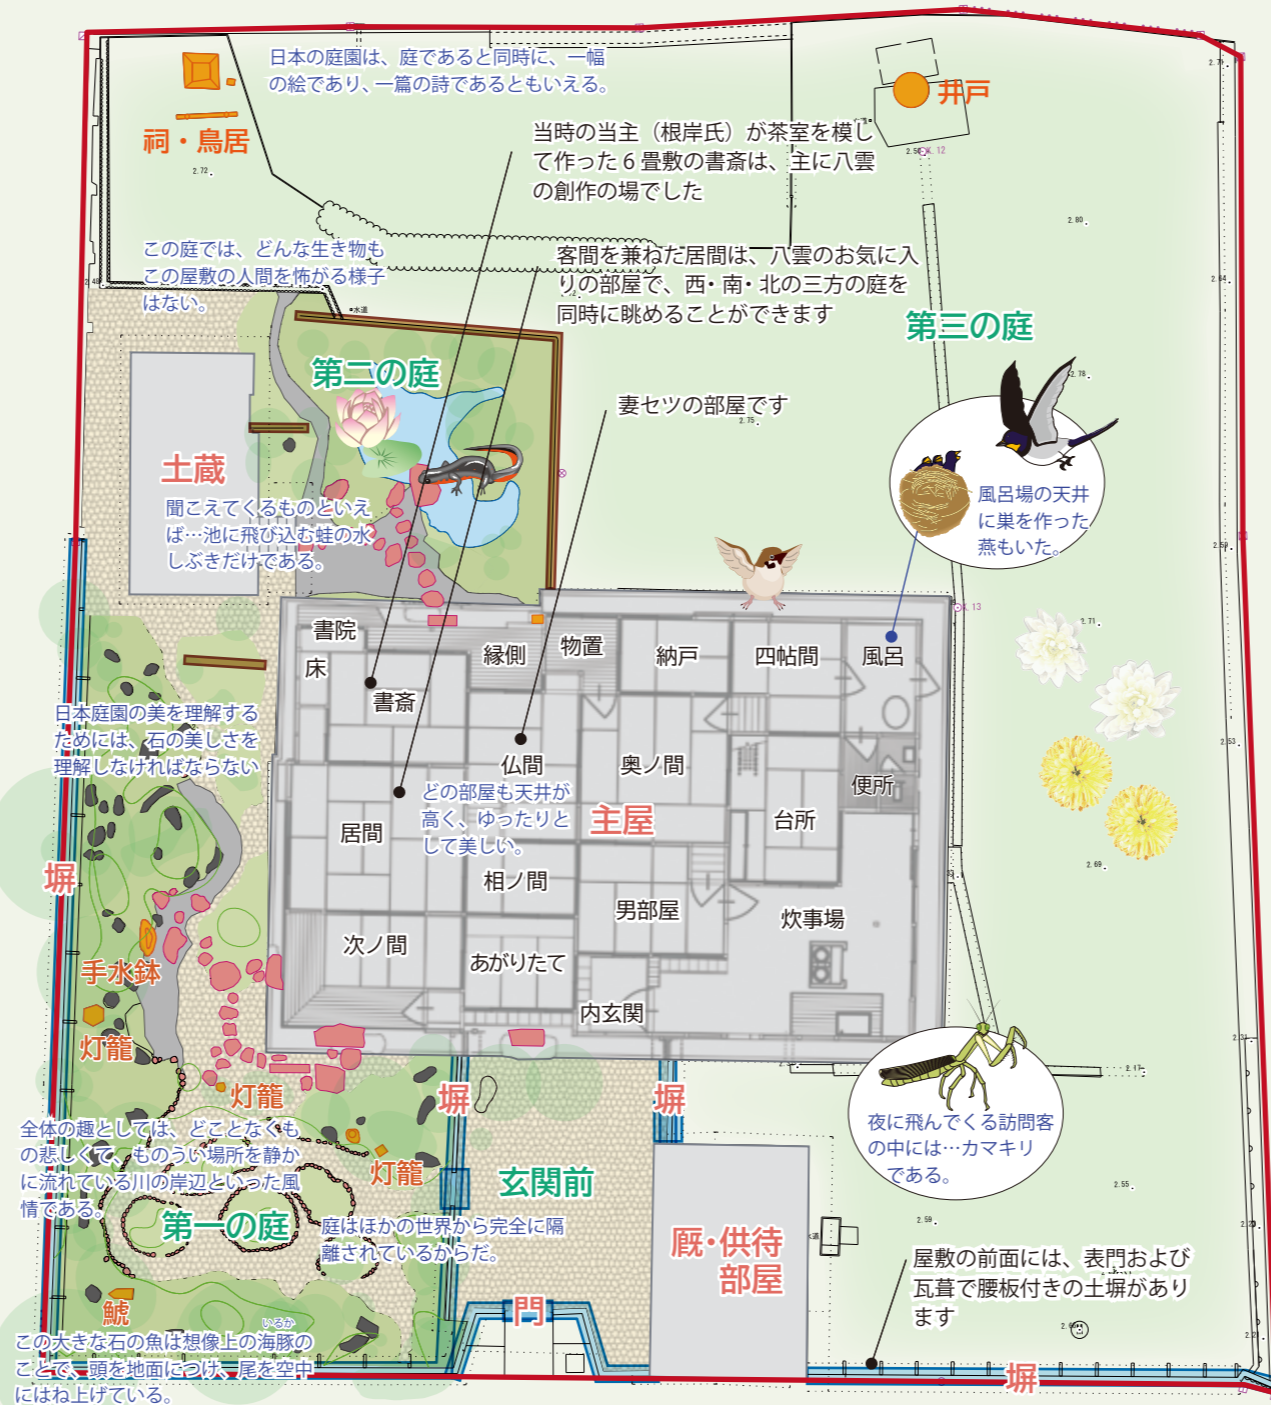 日本の庭園は、庭であると同時に、一幅
の絵であり、一篇の詩であるともいえる。
井戸
祠・鳥居
当時の当主（根岸氏）が茶室を模し
て作った6畳敷の書斎は、主に八雲
の創作の場でした
この庭では、どんな生き物も
この屋敷の人間を怖がる様子
はない。
客間を兼ねた居間は、八雲のお気に入
りの部屋で、西・南・北の三方の庭を
同時に眺めることができます
水道
第三の庭
第二の庭
妻セツの部屋です
土蔵
聞こえてくるものといえ
ば…池に飛び込む蛙の水
しぶきだけである。
風呂場の天井
に巣を作った
燕もいた。
書院
床
書斎
縁側
物置
納戸
四帖間
風呂
日本庭園の美を理解する
ためには、石の美しさを
理解しなければならない
仏間
どの部屋も天井が
高く、ゆったりと
して美しい。
奥ノ間
主屋
便所
台所
居間
相ノ間
男部屋
炊事場
塀
次ノ間
あがりたて
内玄関
手水鉢
灯籠
灯籠
灯籠
塀
塀
全体の趣としては、どことなくも
の悲しくて、ものうい場所を静か
に流れている川の岸辺といった風
情である。
第一の庭
玄関前
庭はほかの世界から完全に隔
離されているからだ。
夜に飛んでくる訪問客
の中には…カマキリ
である。
厩・供待
部屋
屋敷の前面には、表門および
瓦葺で腰板付きの土塀があり
ます
鯱
門
塀
いるか
この大きな石の魚は想像上の海豚の
ことで、頭を地面につけ、尾を空中
にはね上げている。
K.12
K.13
2.72
2.80
2.78
2.75
2.71
2.53
2.69
2.55
2.59
2.17